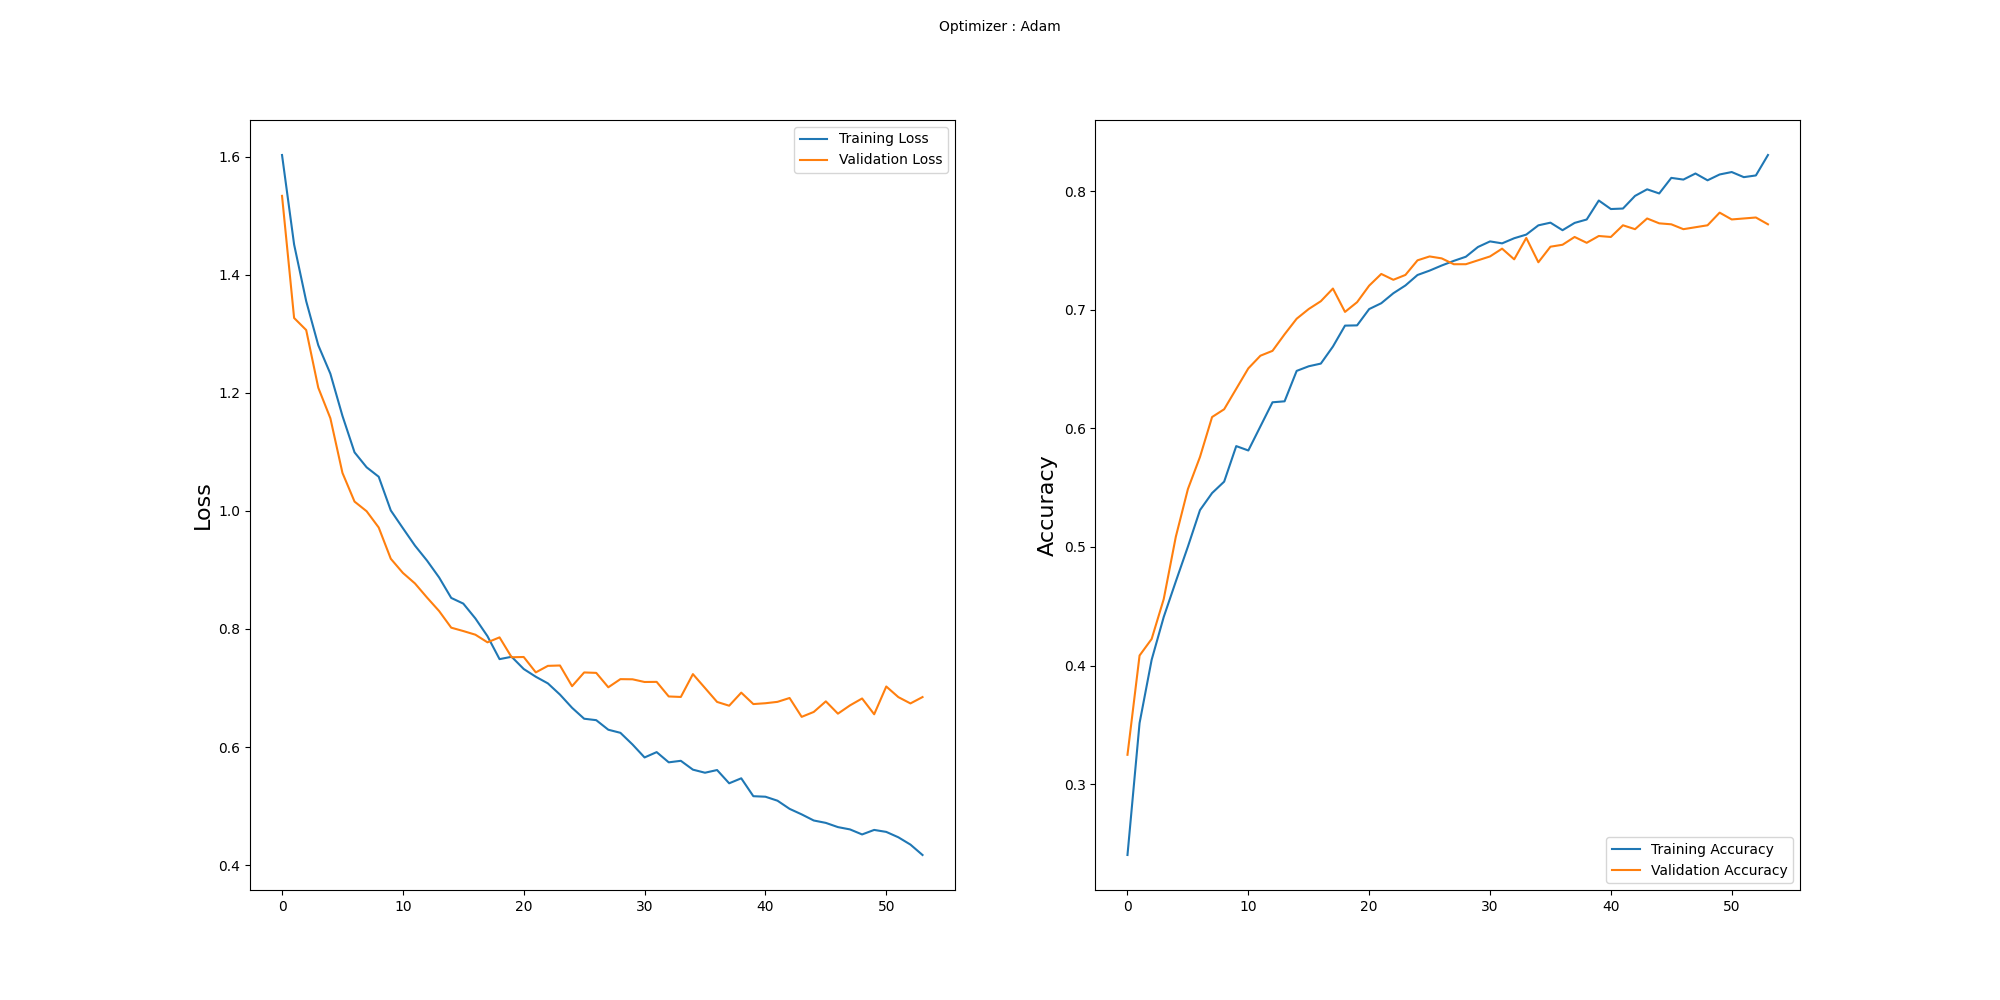 Optimizer : Adam
Loss
1.6
1.4
1.2
1.0
0.8
0.6
0.4
0 10 20 30 40 50
Training Loss
Validation Loss
Accuracy
0.8
0.7
0.6
0.5
0.4
0.3
0 10 20 30 40 50
Training Accuracy
Validation Accuracy